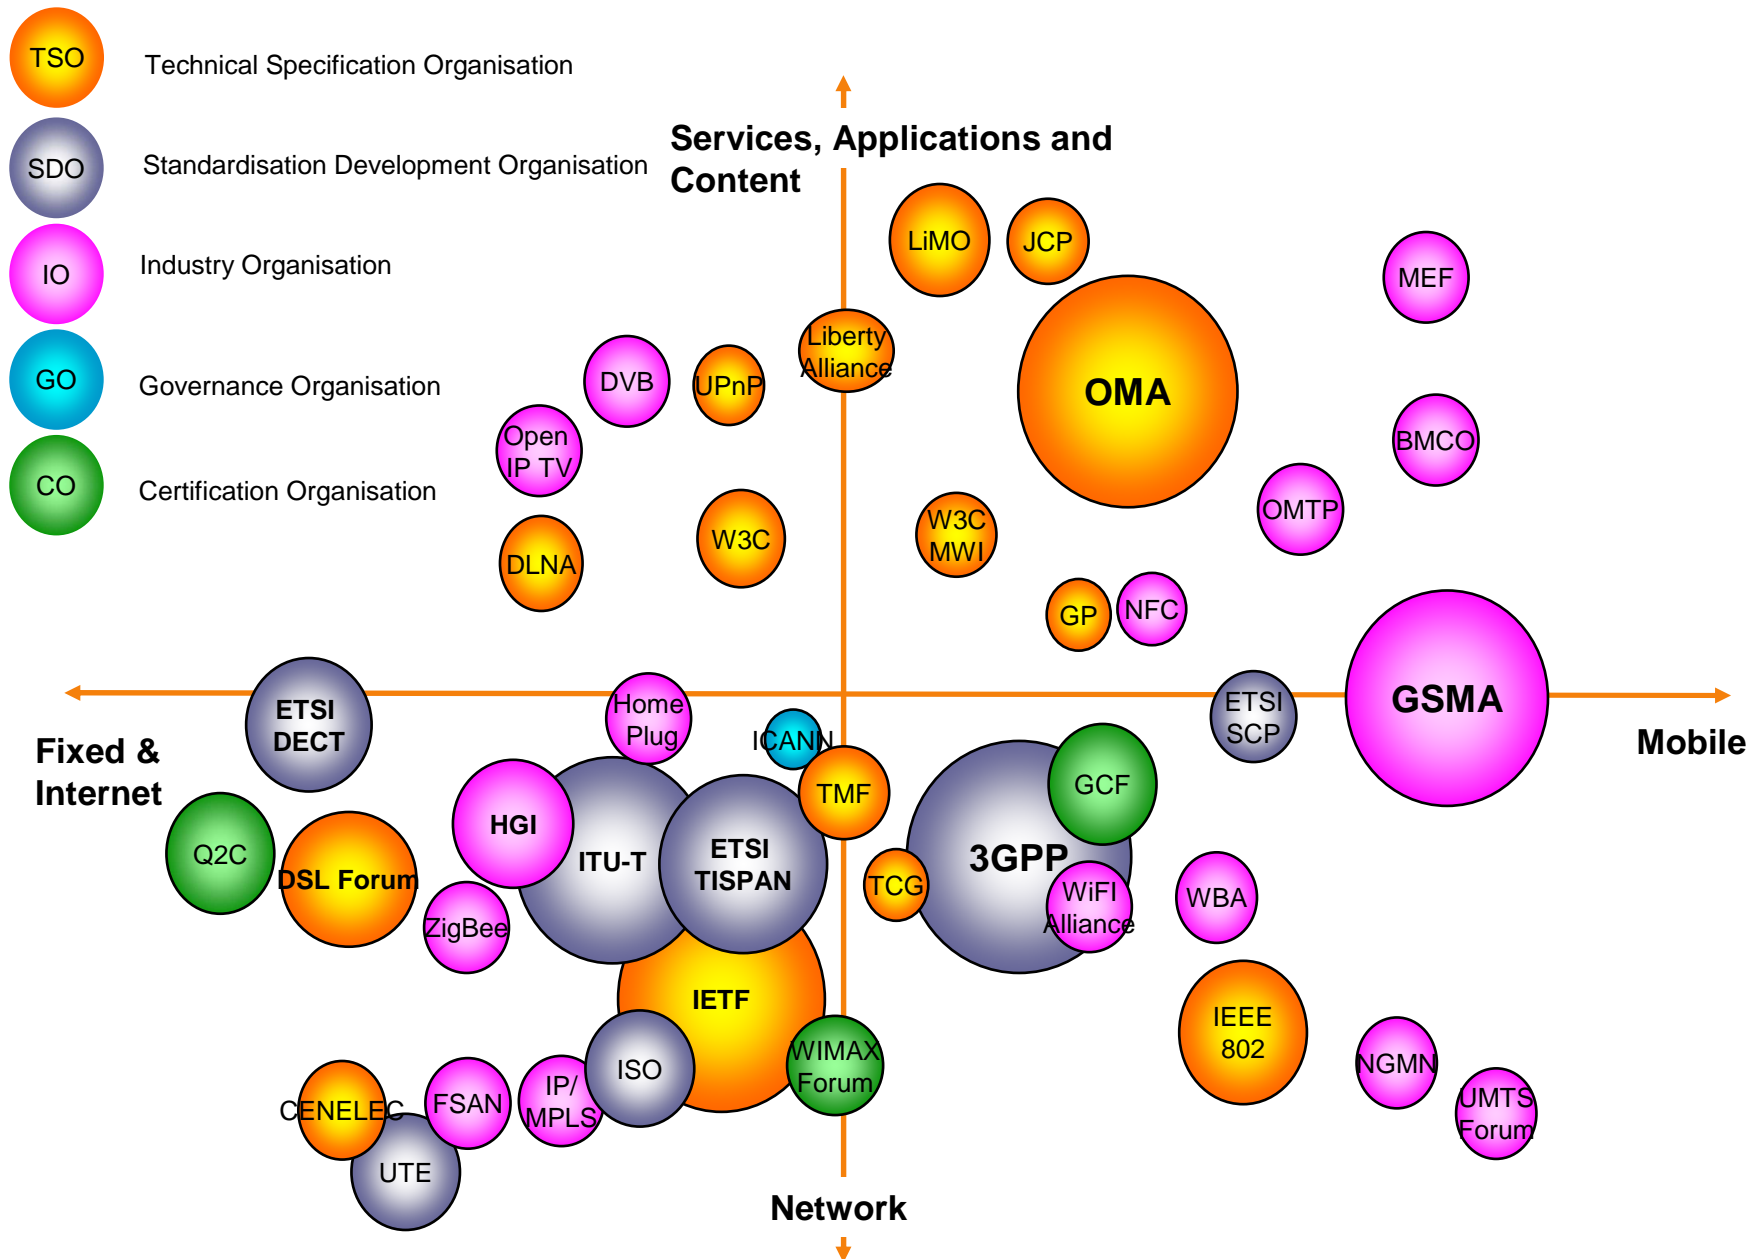 TSO
Technical Specification Organisation
SDO
Standardisation Development Organisation
IO
Industry Organisation
GO
Governance Organisation
CO
Certification Organisation
Services, Applications and
Content
LiMO
JCP
MEF
Liberty
Alliance
DVB
UPnP
OMA
Open
IP TV
BMCO
OMTP
W3C
W3C
MWI
DLNA
GP
NFC
ETSI
DECT
Home
Plug
ICANN
ETSI
SCP
GSMA
Fixed &
Internet
Mobile
TMF
GCF
HGI
ITU-T
ETSI
TISPAN
3GPP
Q2C
DSL Forum
TCG
WiFI
Alliance
WBA
ZigBee
IETF
IEEE
802
WIMAX
Forum
NGMN
ISO
IP/
MPLS
FSAN
CENELEC
UMTS
Forum
UTE
Network